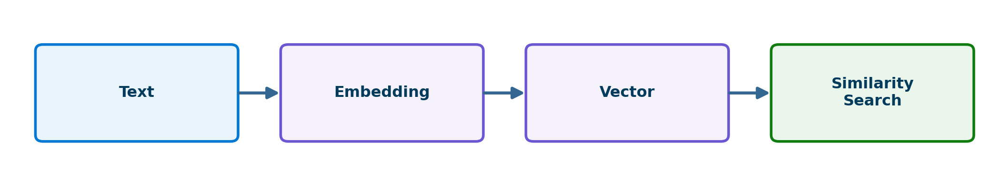 Text
Embedding
Vector
Similarity
Search